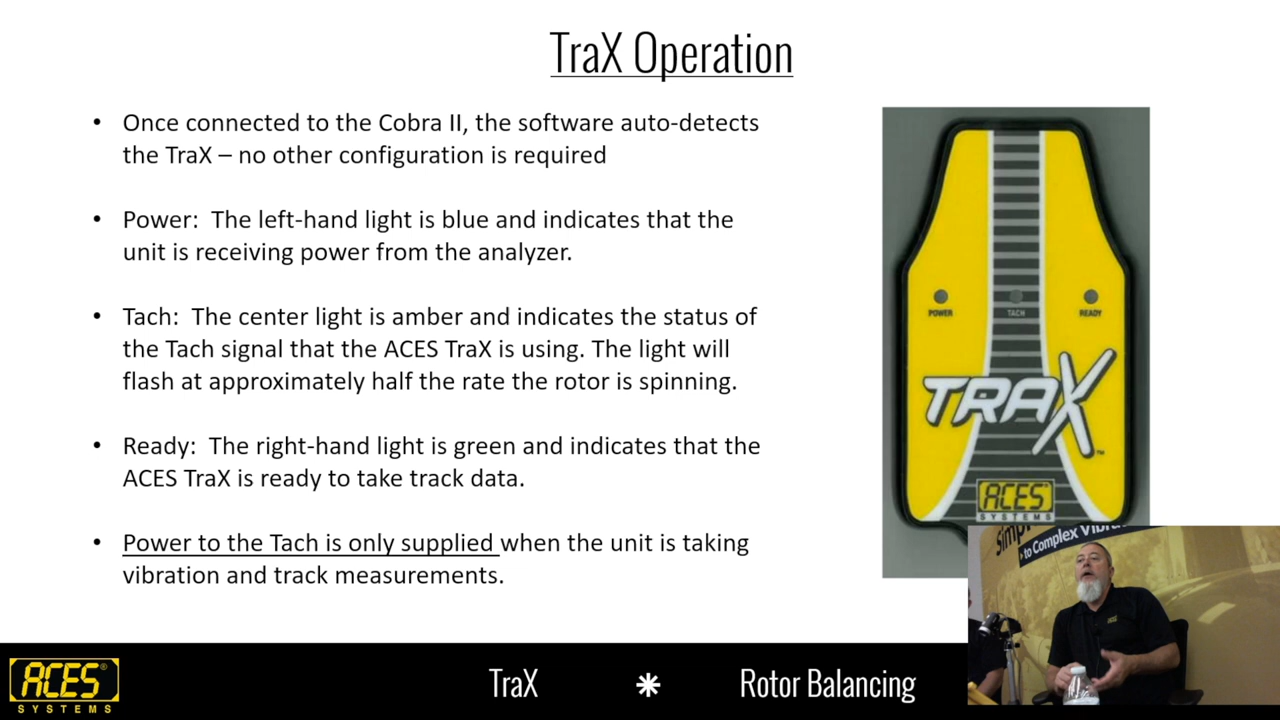 TraX Operation
• Once connected to the Cobra II, the software auto-detects
the TraX – no other configuration is required
• Power:  The left-hand light is blue and indicates that the
unit is receiving power from the analyzer.
• Tach:  The center light is amber and indicates the status of
the Tach signal that the ACES TraX is using. The light will
flash at approximately half the rate the rotor is spinning.
• Ready:  The right-hand light is green and indicates that the
ACES TraX is ready to take track data.
• Power to the Tach is only supplied when the unit is taking
vibration and track measurements.
POWER
TACH
READY
TRAX™
ACES®
SYSTEMS
to Complex
ACES®
SYSTEMS
TraX * Rotor Balancing